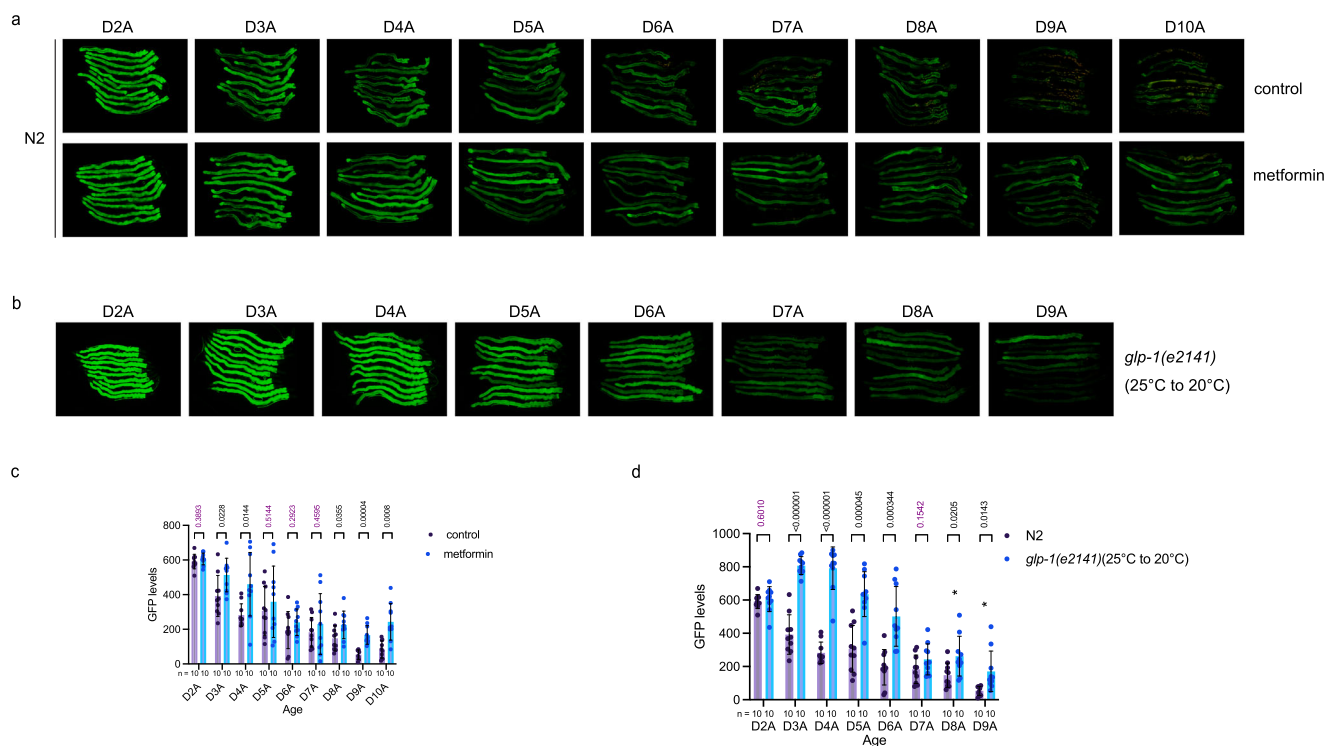 a
D2A D3A D4A D5A D6A D7A D8A D9A D10A
control
N2
metformin
b
D2A D3A D4A D5A D6A D7A D8A D9A
glp-1(e2141)
(25°C to 20°C)
c
0.3893 0.0228 0.0144 0.5144 0.2923 0.4595 0.0355 0.00004 0.0008
control
metformin
800
600
400
200
0
GFP levels
n = 10 10 10 10 10 10 10 10 10 10 10 10 10 10 10 10 10 10
D2A D3A D4A D5A D6A D7A D8A D9A D10A
Age
d
0.6010 <0.000001 <0.000001 0.000045 0.000344 0.1542 0.0205 0.0143
N2
glp-1(e2141)(25°C to 20°C)
1000
800
600
400
200
0
GFP levels
* *
n = 10 10 10 10 10 10 10 10 10 10 10 10 10 10 10 10
D2A D3A D4A D5A D6A D7A D8A D9A
Age